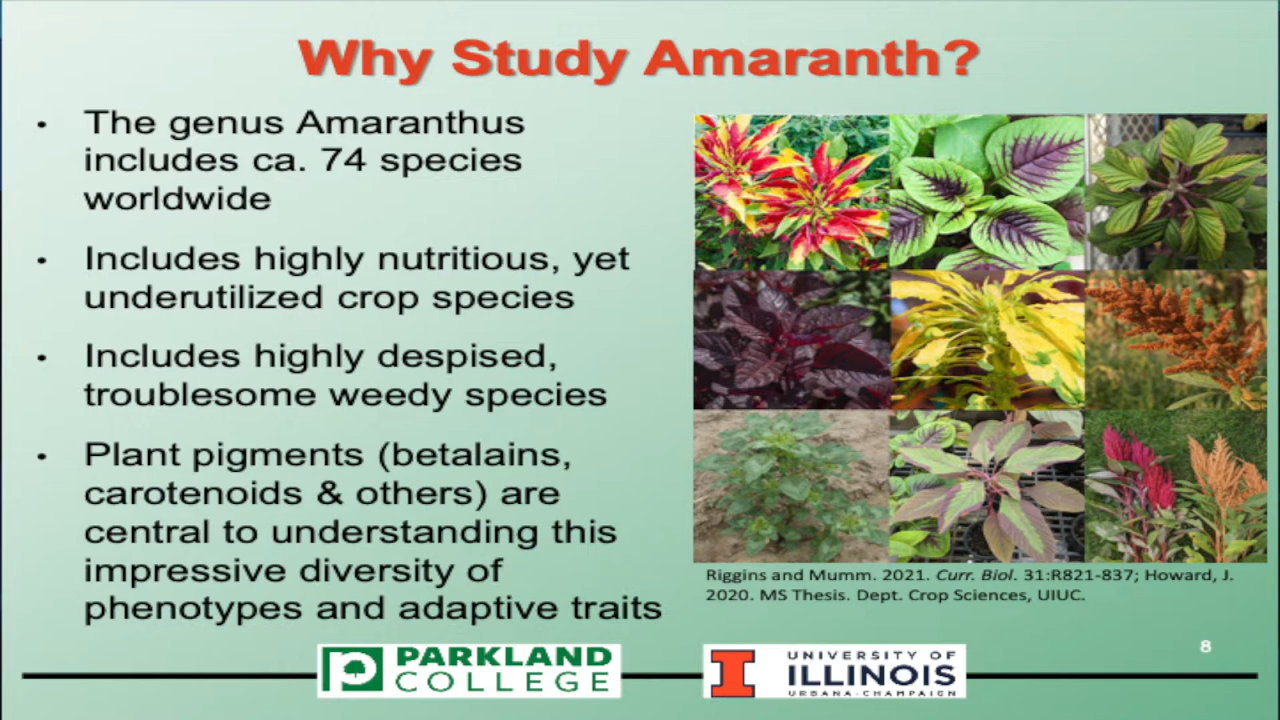 Why Study Amaranth?
• The genus Amaranthus
includes ca. 74 species
worldwide
• Includes highly nutritious, yet
underutilized crop species
• Includes highly despised,
troublesome weedy species
• Plant pigments (betalains,
carotenoids & others) are
central to understanding this
impressive diversity of
phenotypes and adaptive traits
Riggins and Mumm. 2021. Curr. Biol. 31:R821-837; Howard, J.
2020. MS Thesis. Dept. Crop Sciences, UIUC.
8
PARKLAND
COLLEGE
UNIVERSITY OF
ILLINOIS
URBANA-CHAMPAIGN